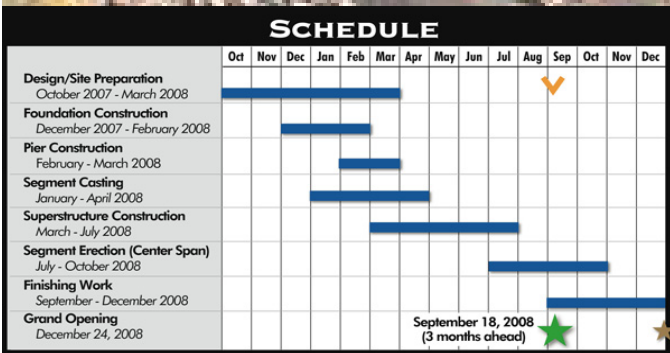 SCHEDULE
Oct Nov Dec Jan Feb Mar Apr May Jun Jul Aug Sep Oct Nov Dec
Design/Site Preparation
October 2007 - March 2008
Foundation Construction
December 2007 - February 2008
Pier Construction
February - March 2008
Segment Casting
January - April 2008
Superstructure Construction
March - July 2008
Segment Erection (Center Span)
July - October 2008
Finishing Work
September - December 2008
Grand Opening
December 24, 2008
September 18, 2008
(3 months ahead)